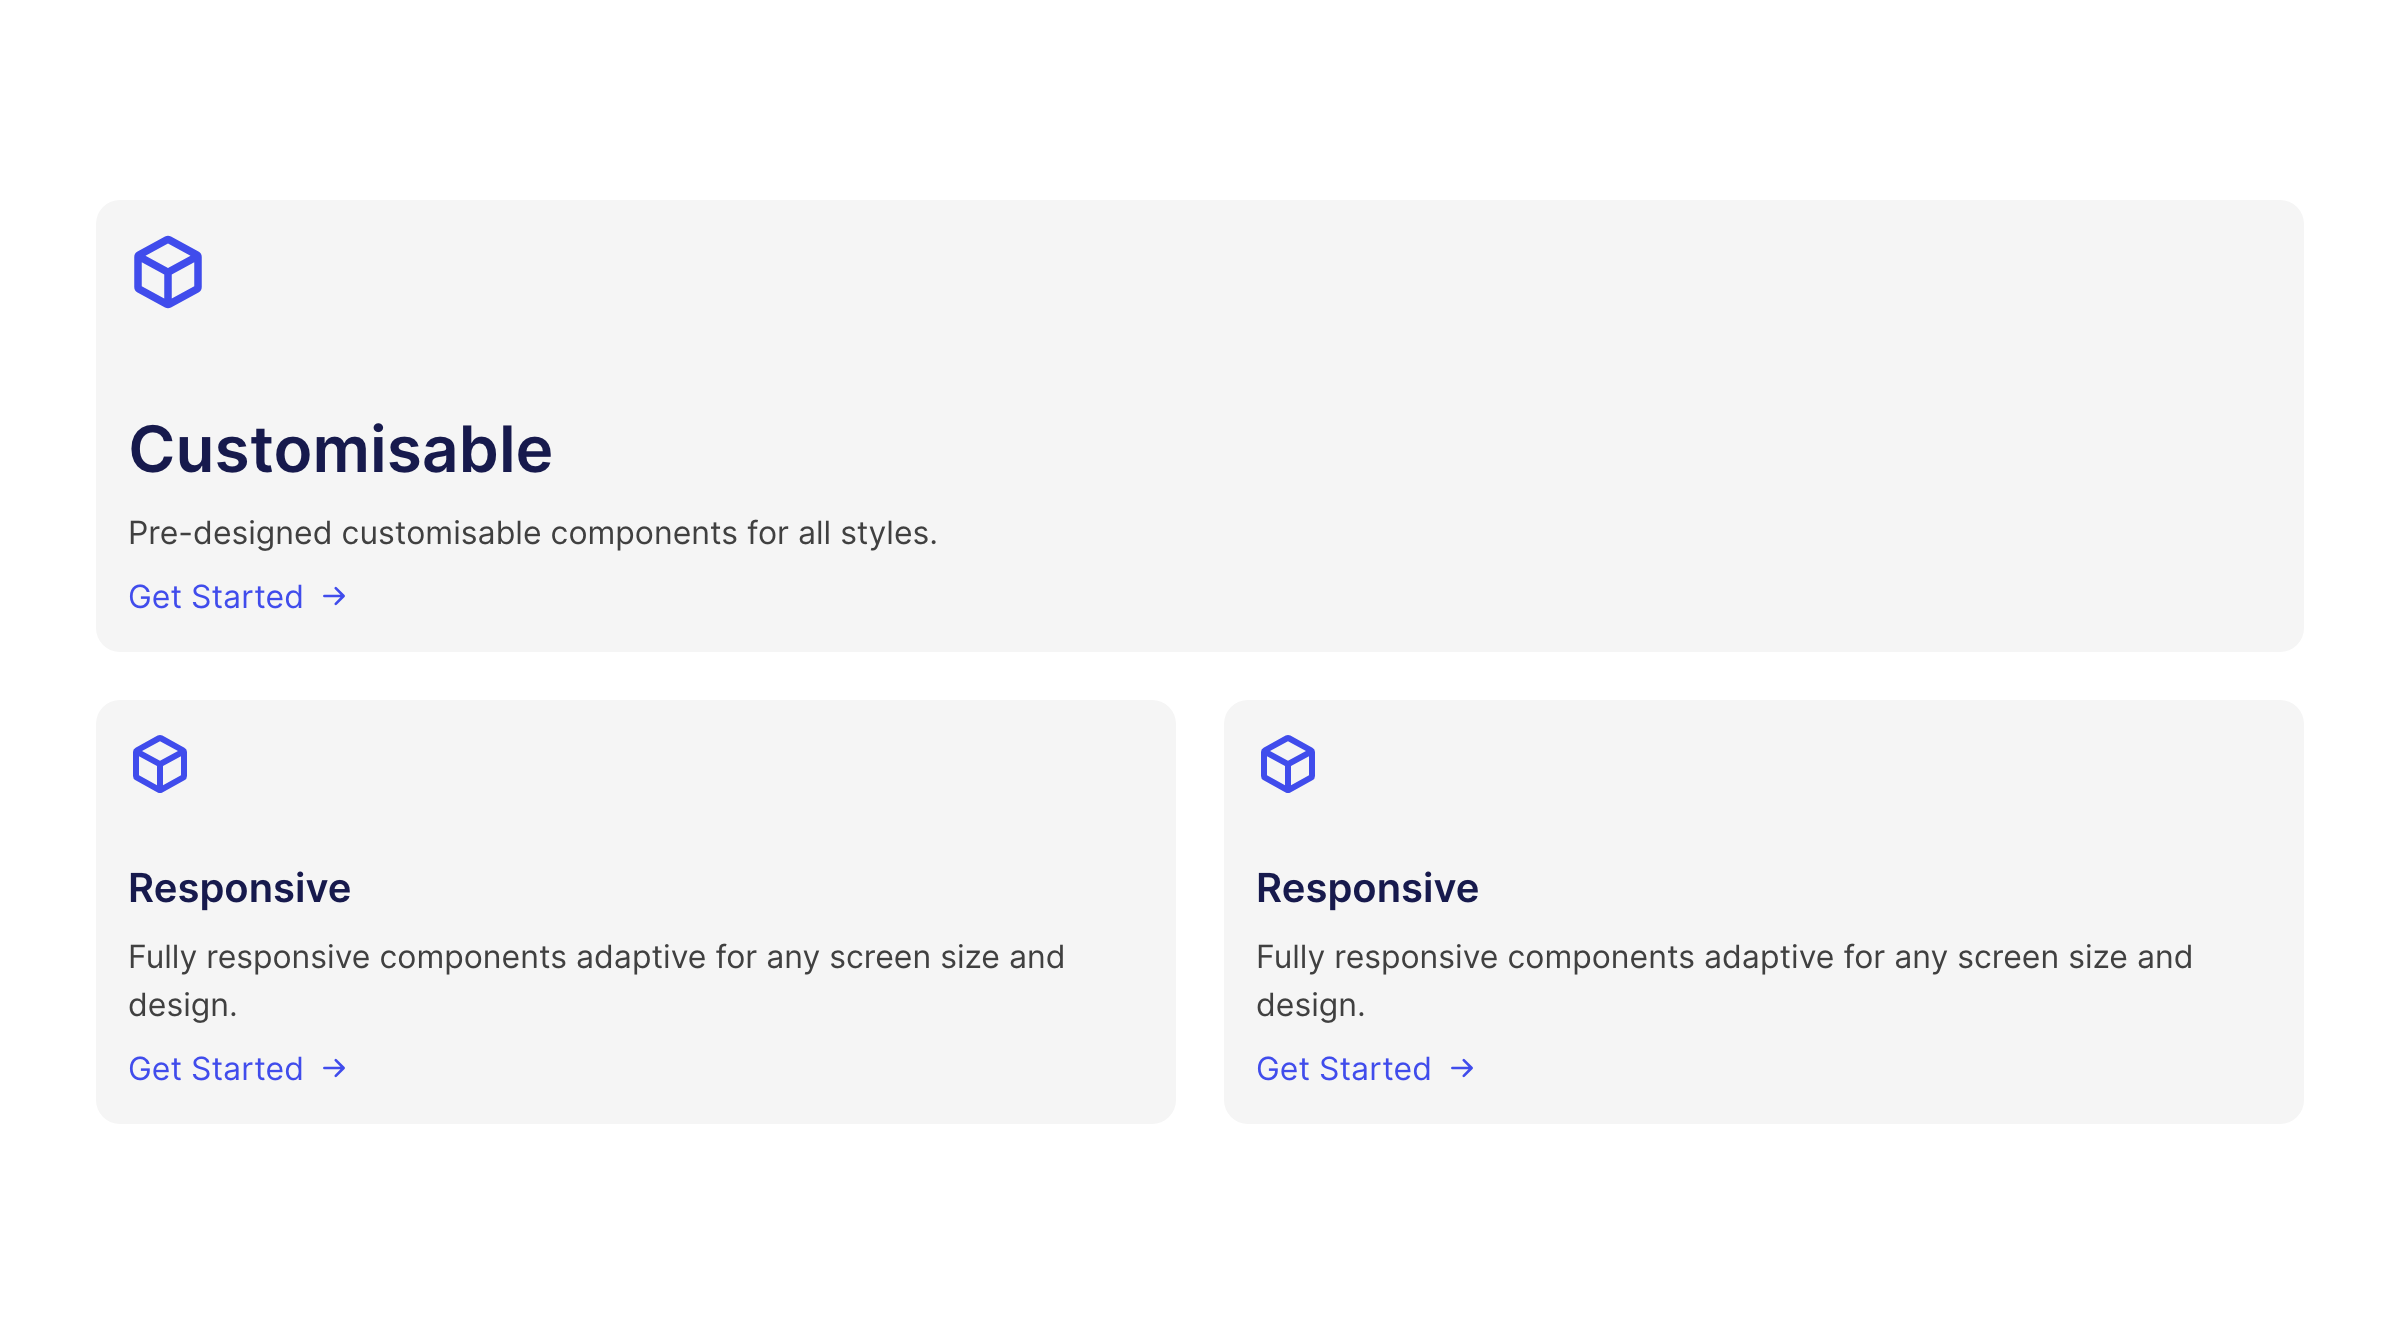 Customisable
Pre-designed customisable components for all styles.
Get Started →
Responsive
Fully responsive components adaptive for any screen size and
design.
Get Started →
Responsive
Fully responsive components adaptive for any screen size and
design.
Get Started →